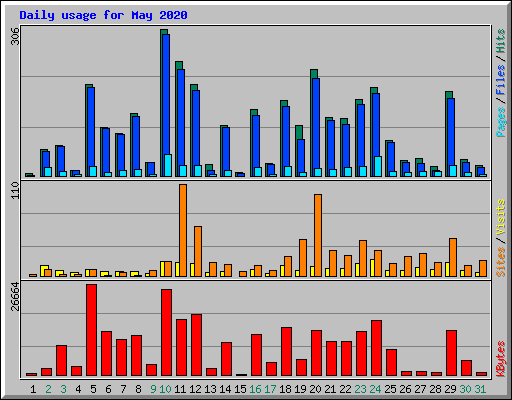 Daily usage for May 2020
306
Pages / Files / Hits
110
Sites / Visits
26664
KBytes
1 2 3 4 5 6 7 8 9 10 11 12 13 14 15 16 17 18 19 20 21 22 23 24 25 26 27 28 29 30 31